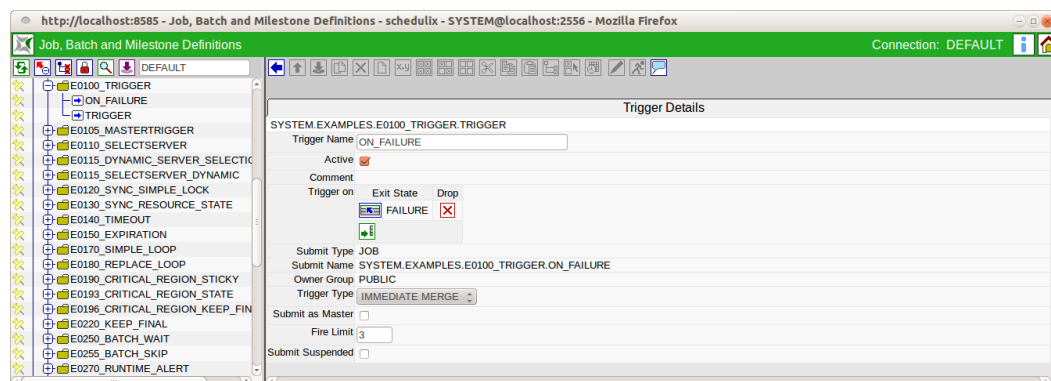 http://localhost:8585 - Job, Batch and Milestone Definitions - schedulix - SYSTEM@localhost:2556 - Mozilla Firefox
Job, Batch and Milestone Definitions
Connection: DEFAULT
DEFAULT
E0100_TRIGGER
ON_FAILURE
TRIGGER
E0105_MASTERTRIGGER
E0110_SELECTSERVER
E0115_DYNAMIC_SERVER_SELECTIO
E0115_SELECTSERVER_DYNAMIC
E0120_SYNC_SIMPLE_LOCK
E0130_SYNC_RESOURCE_STATE
E0140_TIMEOUT
E0150_EXPIRATION
E0170_SIMPLE_LOOP
E0180_REPLACE_LOOP
E0190_CRITICAL_REGION_STICKY
E0193_CRITICAL_REGION_STATE
E0196_CRITICAL_REGION_KEEP_FIN
E0220_KEEP_FINAL
E0250_BATCH_WAIT
E0255_BATCH_SKIP
E0270_RUNTIME_ALERT
Trigger Details
SYSTEM.EXAMPLES.E0100_TRIGGER.TRIGGER
Trigger Name ON_FAILURE
Active
Comment
Trigger on Exit State Drop
FAILURE
Submit Type JOB
Submit Name SYSTEM.EXAMPLES.E0100_TRIGGER.ON_FAILURE
Owner Group PUBLIC
Trigger Type IMMEDIATE MERGE
Submit as Master
Fire Limit 3
Submit Suspended